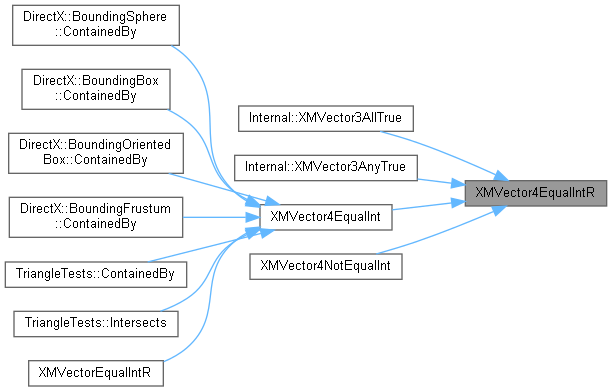 DirectX::BoundingSphere
::ContainedBy
DirectX::BoundingBox
::ContainedBy
DirectX::BoundingOriented
Box::ContainedBy
DirectX::BoundingFrustum
::ContainedBy
TriangleTests::ContainedBy
TriangleTests::Intersects
XMVectorEqualIntR
Internal::XMVector3AllTrue
Internal::XMVector3AnyTrue
XMVector4EqualInt
XMVector4NotEqualInt
XMVector4EqualIntR